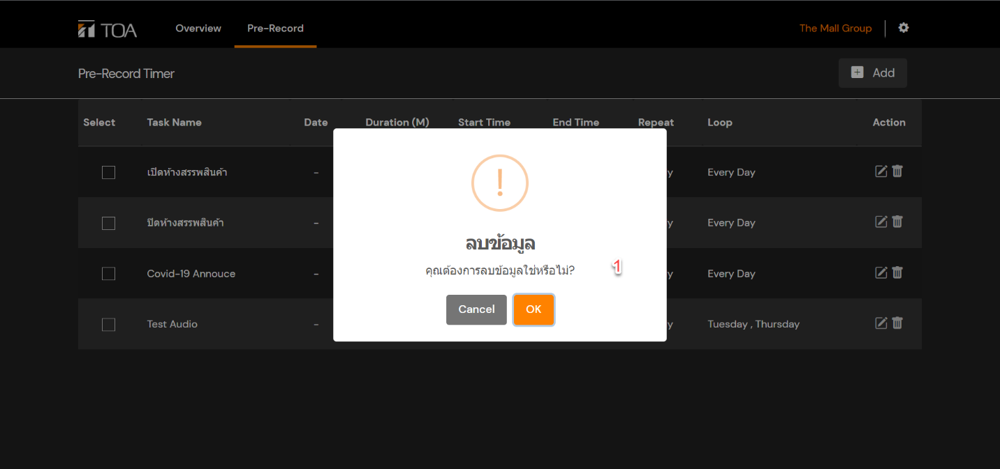 TOA Overview Pre-Record The Mall Group
Pre-Record Timer Add
Select Task Name Date Duration (M) Start Time End Time Repeat Loop Action
เปิดห้างสรรพสินค้า - y Every Day
ปิดห้างสรรพสินค้า - y Every Day
Covid-19 Annouce - y Every Day
Test Audio - y Tuesday , Thursday
!
ลบข้อมูล
คุณต้องการลบข้อมูลใช่หรือไม่?
1
Cancel OK